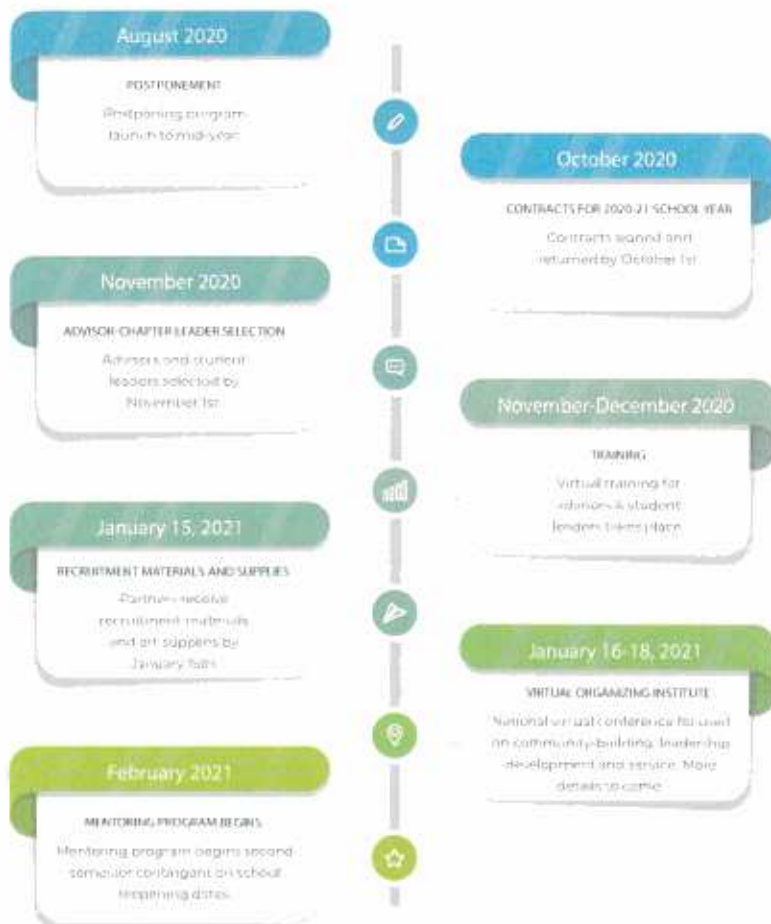 August 2020
POSTPONEMENT
Postponing program
launch to mid-year
October 2020
CONTRACTS FOR 2020-21 SCHOOL YEAR
Contracts signed and
returned by October 1st
November 2020
ADVISOR-CHAPTER LEADER SELECTION
Advisors and student
leaders selected by
November 1st
November-December 2020
TRAINING
Virtual training for
advisors & student
leaders takes place
January 15, 2021
RECRUITMENT MATERIALS AND SUPPLIES
Partners receive
recruitment materials
and art supplies by
January 15th
January 16-18, 2021
VIRTUAL ORGANIZING INSTITUTE
National virtual conference focused
on community-building, leadership
development and service. More
details to come
February 2021
MENTORING PROGRAM BEGINS
Mentoring program begins second
semester contingent on school
reopening dates